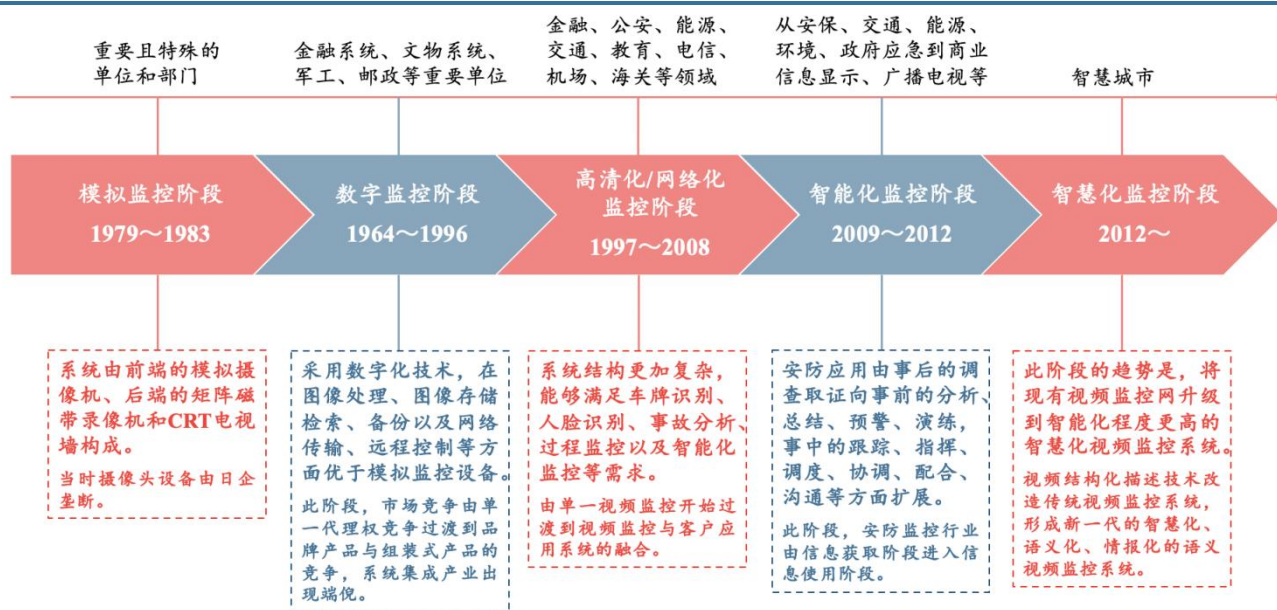 重要且特殊的
单位和部门
金融系统、文物系统、
军工、邮政等重要单位
金融、公安、能源、
交通、教育、电信、
机场、海关等领域
从安保、交通、能源、
环境、政府应急到商业
信息显示、广播电视等
智慧城市
模拟监控阶段
1979～1983
数字监控阶段
1964～1996
高清化/网络化
监控阶段
1997～2008
智能化监控阶段
2009～2012
智慧化监控阶段
2012～
系统由前端的模拟摄
像机、后端的矩阵磁
带录像机和CRT电视
墙构成。
当时摄像头设备由日企
垄断。
采用数字化技术，在
图像处理、图像存储
检索、备份以及网络
传输、远程控制等方
面优于模拟监控设备。
此阶段，市场竞争由单
一代理权竞争过渡到品
牌产品与组装式产品的
竞争，系统集成产业出
现端倪。
系统结构更加复杂，
能够满足车牌识别、
人脸识别、事故分析、
过程监控以及智能化
监控等需求。
由单一视频监控开始过
渡到视频监控与客户应
用系统的融合。
安防应用由事后的调
查取证向事前的分析、
总结、预警、演练，
事中的跟踪、指挥、
调度、协调、配合、
沟通等方面扩展。
此阶段，安防监控行业
由信息获取阶段进入信
息使用阶段。
此阶段的趋势是，将
现有视频监控网升级
到智能化程度更高的
智慧化视频监控系统。
视频结构化描述技术改
造传统视频监控系统，
形成新一代的智慧化、
语义化、情报化的语义
视频监控系统。